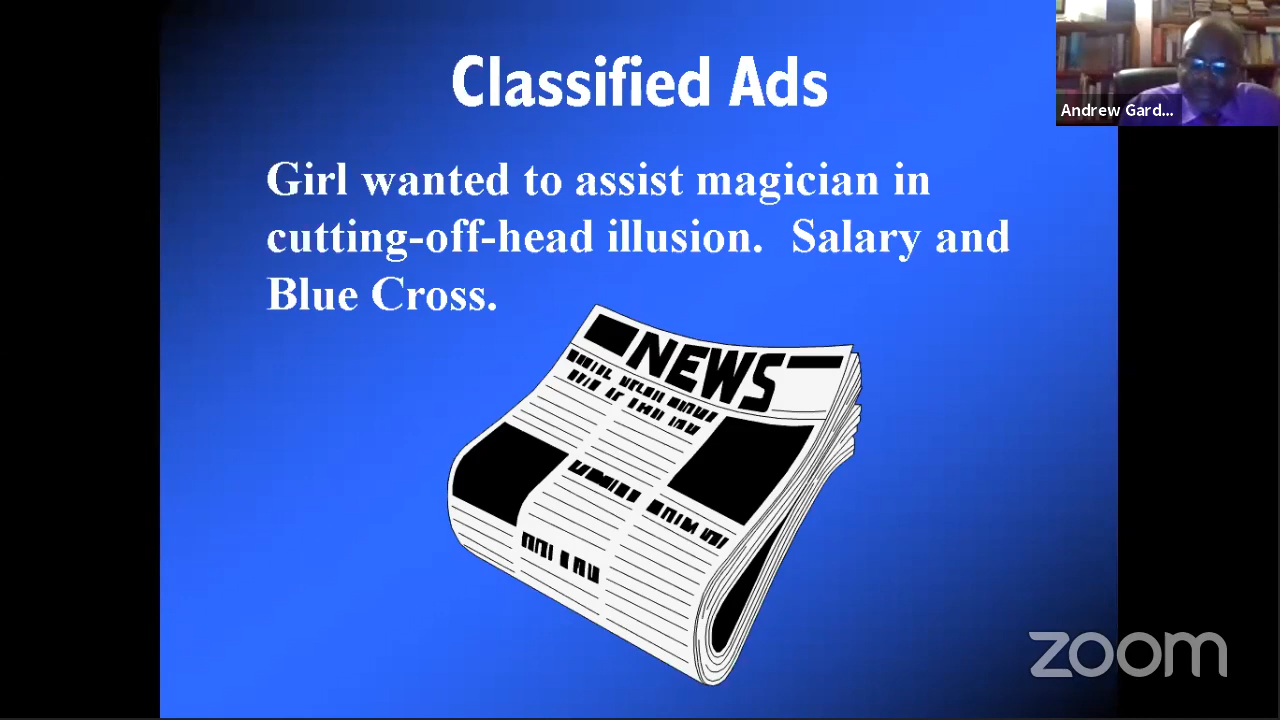 Classified Ads
Andrew Gard...
Girl wanted to assist magician in
cutting-off-head illusion.  Salary and
Blue Cross.
NEWS
zoom